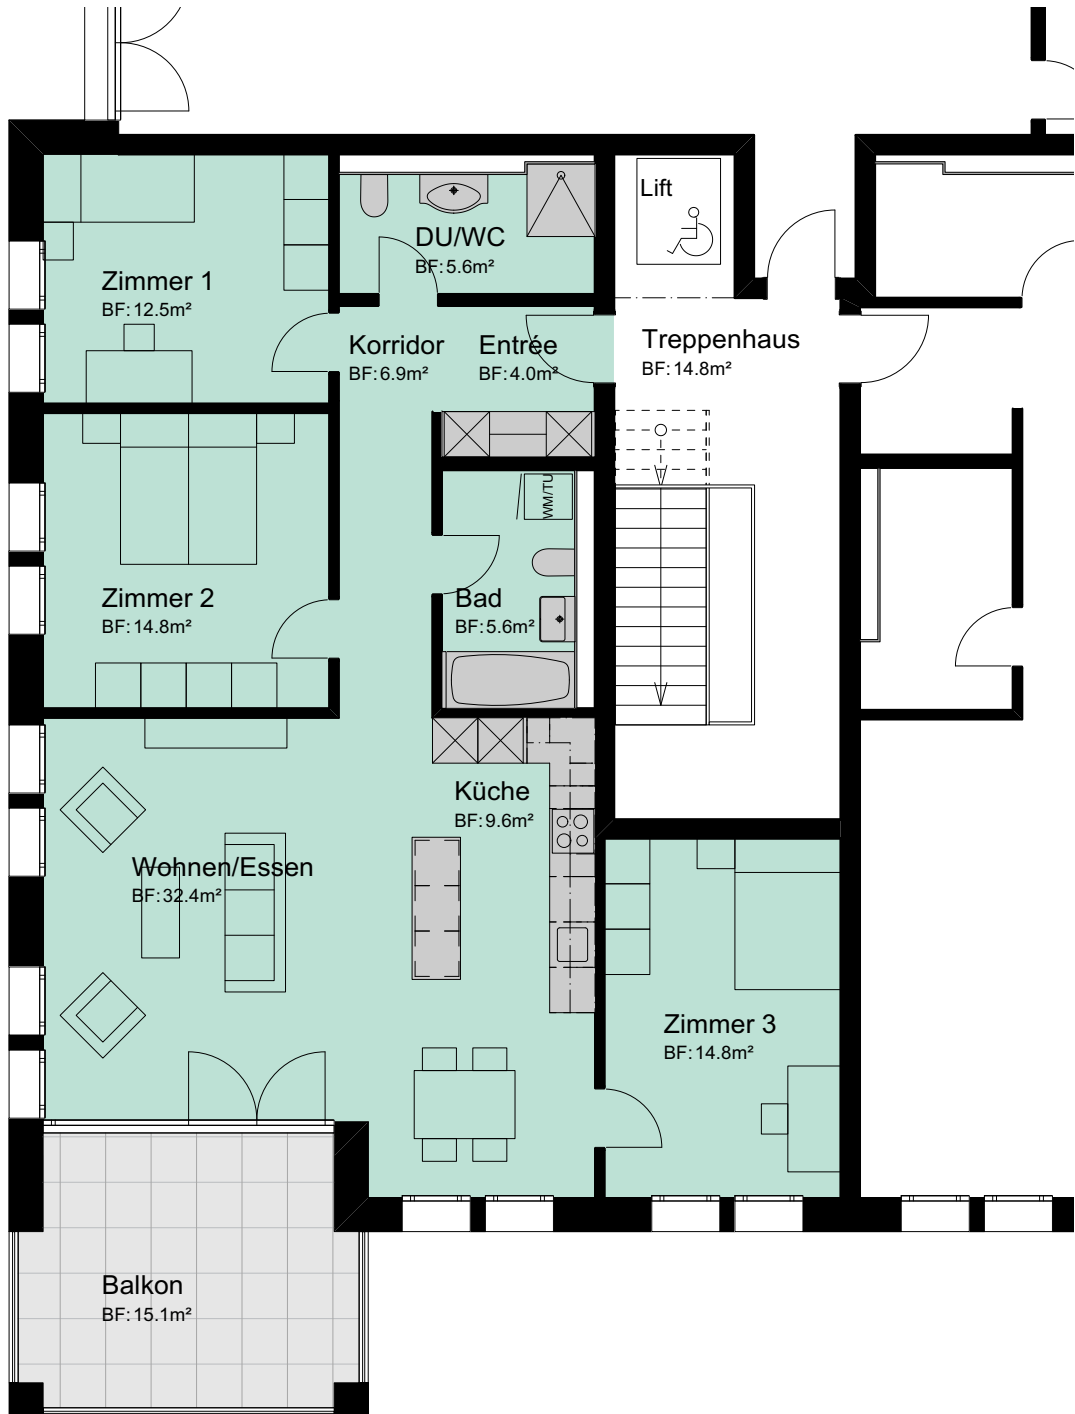 Lift
DU/WC
BF: 5.6m²
Zimmer 1
BF: 12.5m²
Korridor
BF: 6.9m²
Entrée
BF: 4.0m²
Treppenhaus
BF: 14.8m²
WM/TU
Zimmer 2
BF: 14.8m²
Bad
BF: 5.6m²
Küche
BF: 9.6m²
Wohnen/Essen
BF: 32.4m²
Zimmer 3
BF: 14.8m²
Balkon
BF: 15.1m²